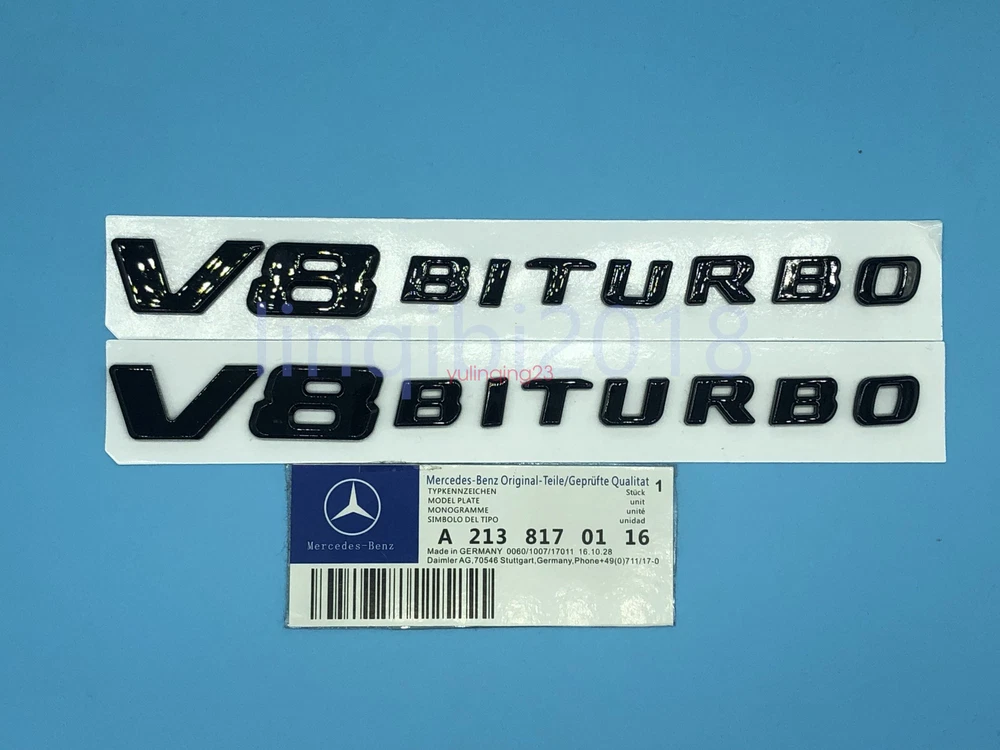 V8 BITURBO
lingibi2018
yulinqing23
V8 BITURBO
Mercedes-Benz
Mercedes-Benz Original-Teile/Geprüfte Qualitat 1
TYPKENNZEICHEN Stück
MODEL PLATE unit
MONOGRAMME unité
SIMBOLO DEL TIPO unidad
A 213 817 01 16
Made in GERMANY 0060/1007/17011 16.10.28
Daimler AG,70546 Stuttgart,Germany,Phone+49(0)711/17-0